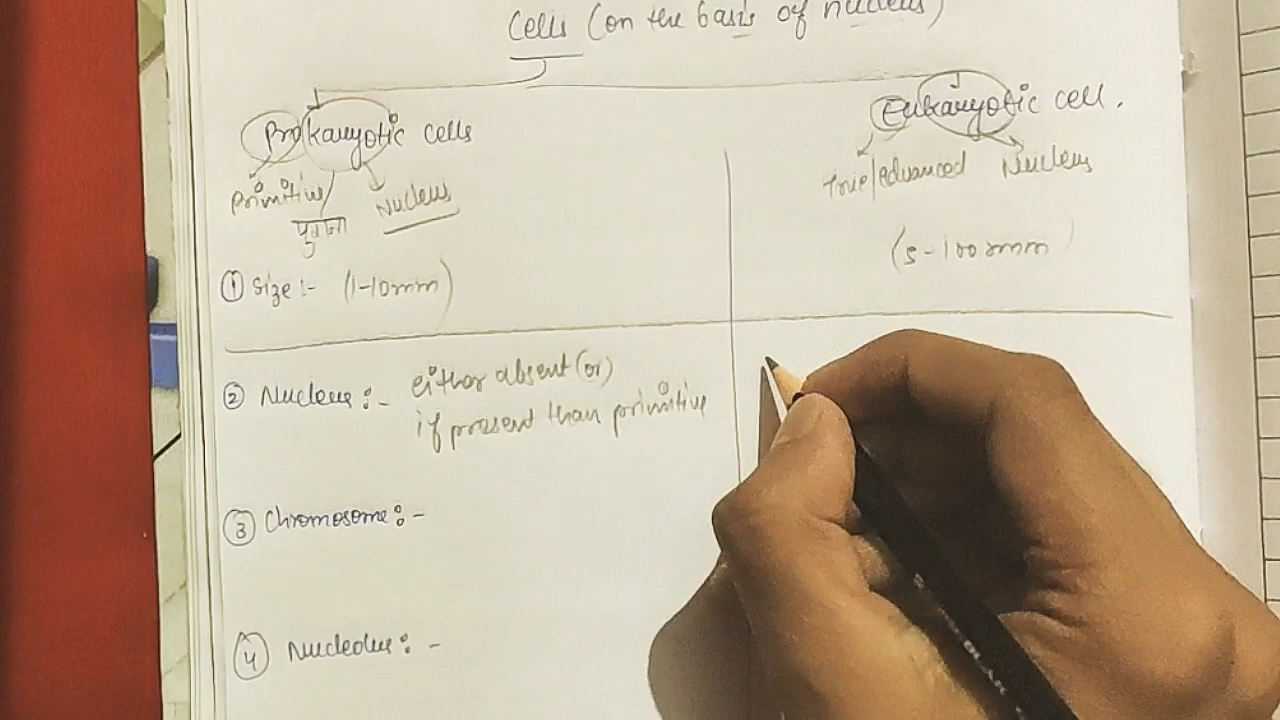 Cells (on the basis of nucleus)
Prokaryotic cells
Eukaryotic cell.
Primitive/
पुराना
Nucleus
True/advanced
Nucleus
① Size :- (1-10mm)
(5-100mm)
② Nucleus :- either absent (or)
if present than primitive
③ Chromosome :-
④ Nucleolus :-